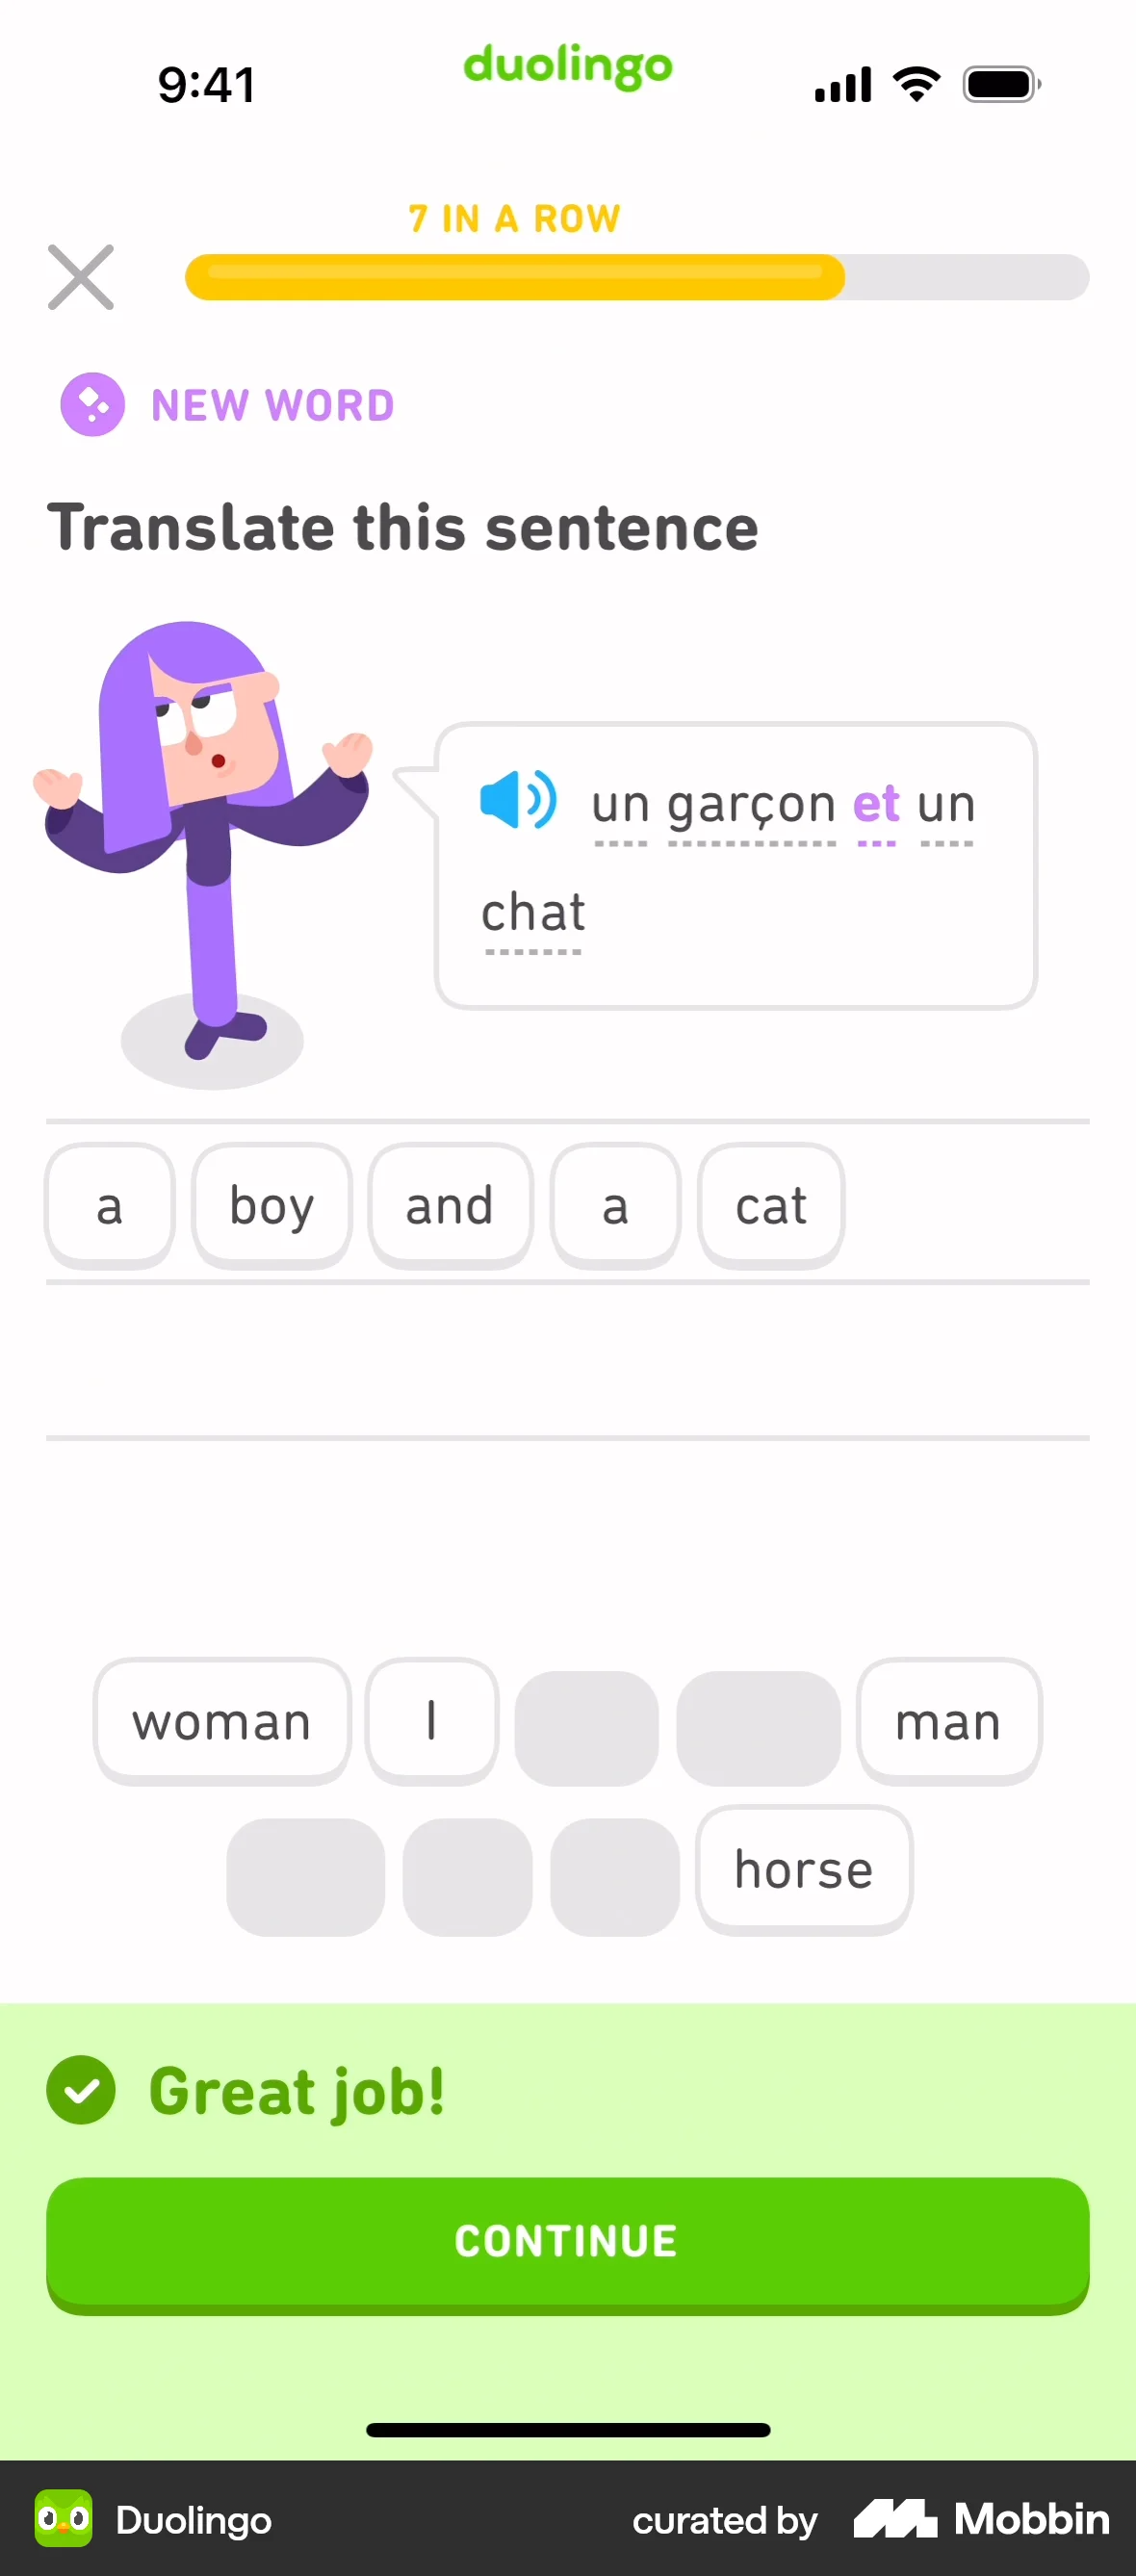 9:41
duolingo
7 IN A ROW
NEW WORD
Translate this sentence
un garçon et un
chat
a boy and a cat
woman I man
horse
Great job!
CONTINUE
Duolingo curated by Mobbin